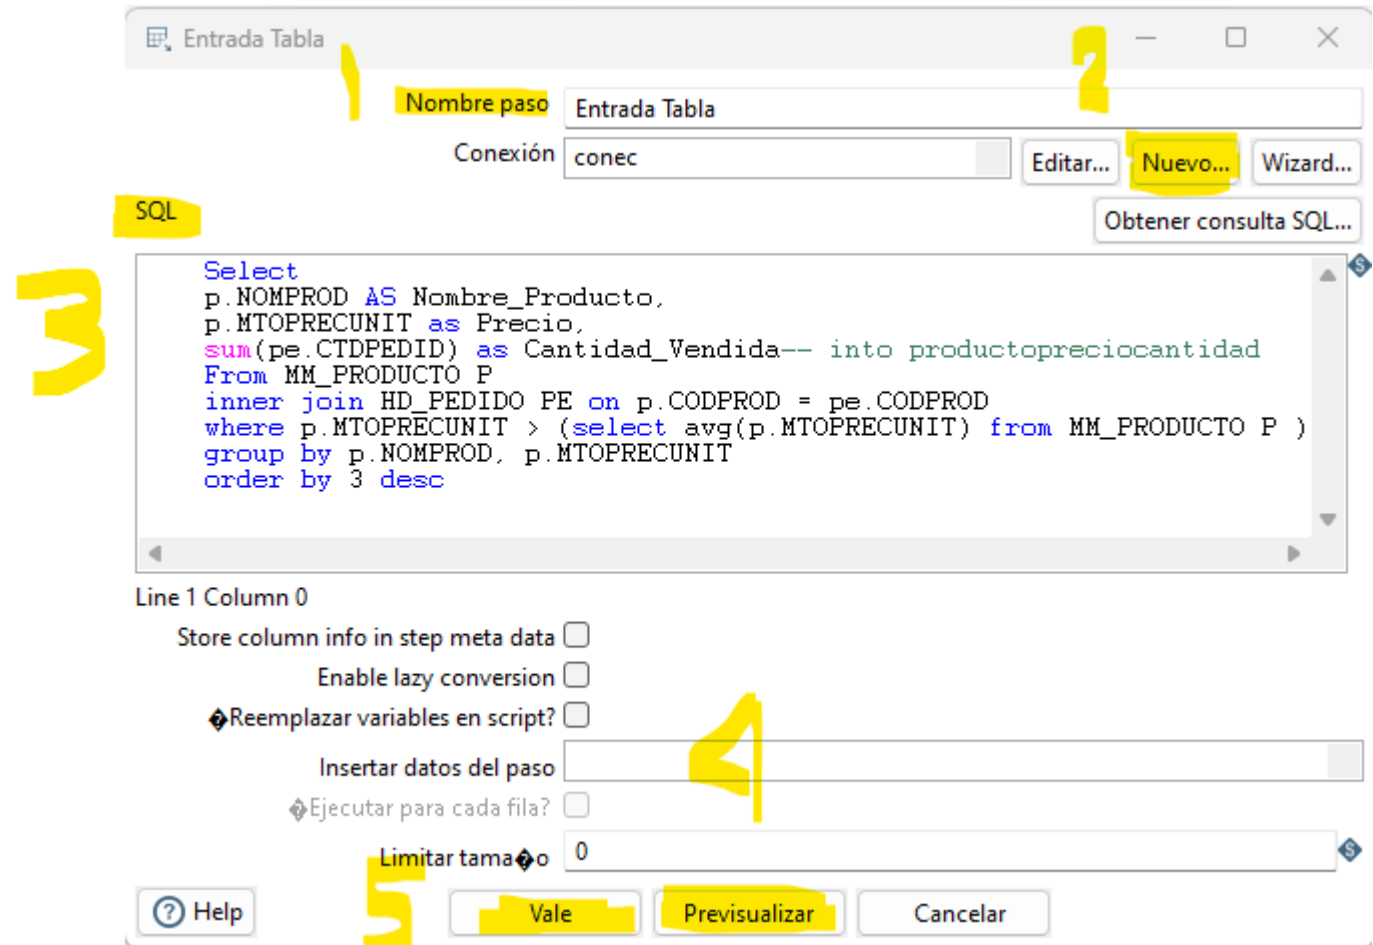 Entrada Tabla
1
2
Nombre paso Entrada Tabla
Conexión conec Editar... Nuevo... Wizard...
SQL
Obtener consulta SQL...
3
Select
p.NOMPROD AS Nombre_Producto,
p.MTOPRECUNIT as Precio,
sum(pe.CTDPEDID) as Cantidad_Vendida-- into productopreciocantidad
From MM_PRODUCTO P
inner join HD_PEDIDO PE on p.CODPROD = pe.CODPROD
where p.MTOPRECUNIT > (select avg(p.MTOPRECUNIT) from MM_PRODUCTO P )
group by p.NOMPROD, p.MTOPRECUNIT
order by 3 desc
Line 1 Column 0
Store column info in step meta data
Enable lazy conversion
�Reemplazar variables en script?
4
Insertar datos del paso
�Ejecutar para cada fila?
Limitar tama�o 0
5
Help Vale Previsualizar Cancelar